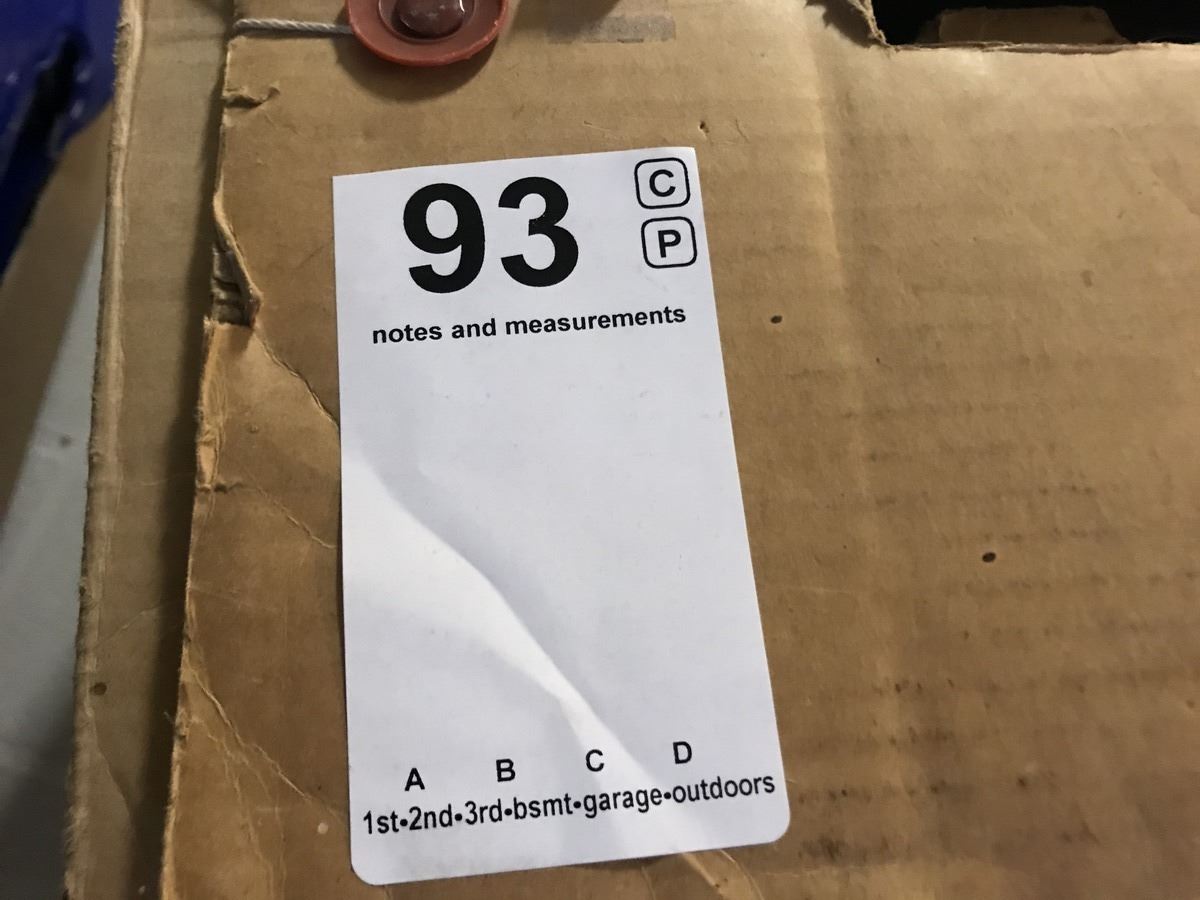 93
C
P
notes and measurements
A B C D
1st•2nd•3rd•bsmt•garage•outdoors